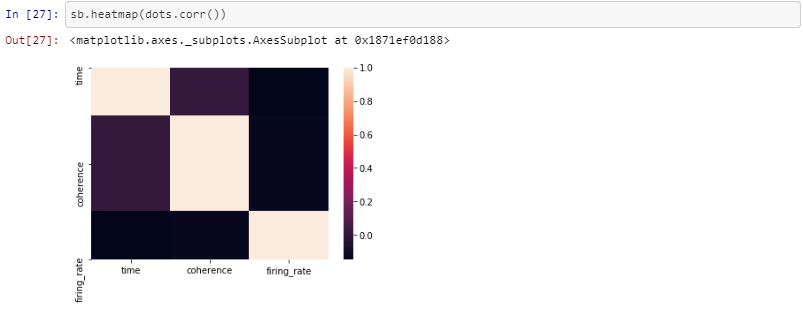 In [27]: sb.heatmap(dots.corr())
Out[27]: <matplotlib.axes._subplots.AxesSubplot at 0x1871ef0d188>
time
coherence
firing_rate
time coherence firing_rate
1.0
0.8
0.6
0.4
0.2
0.0